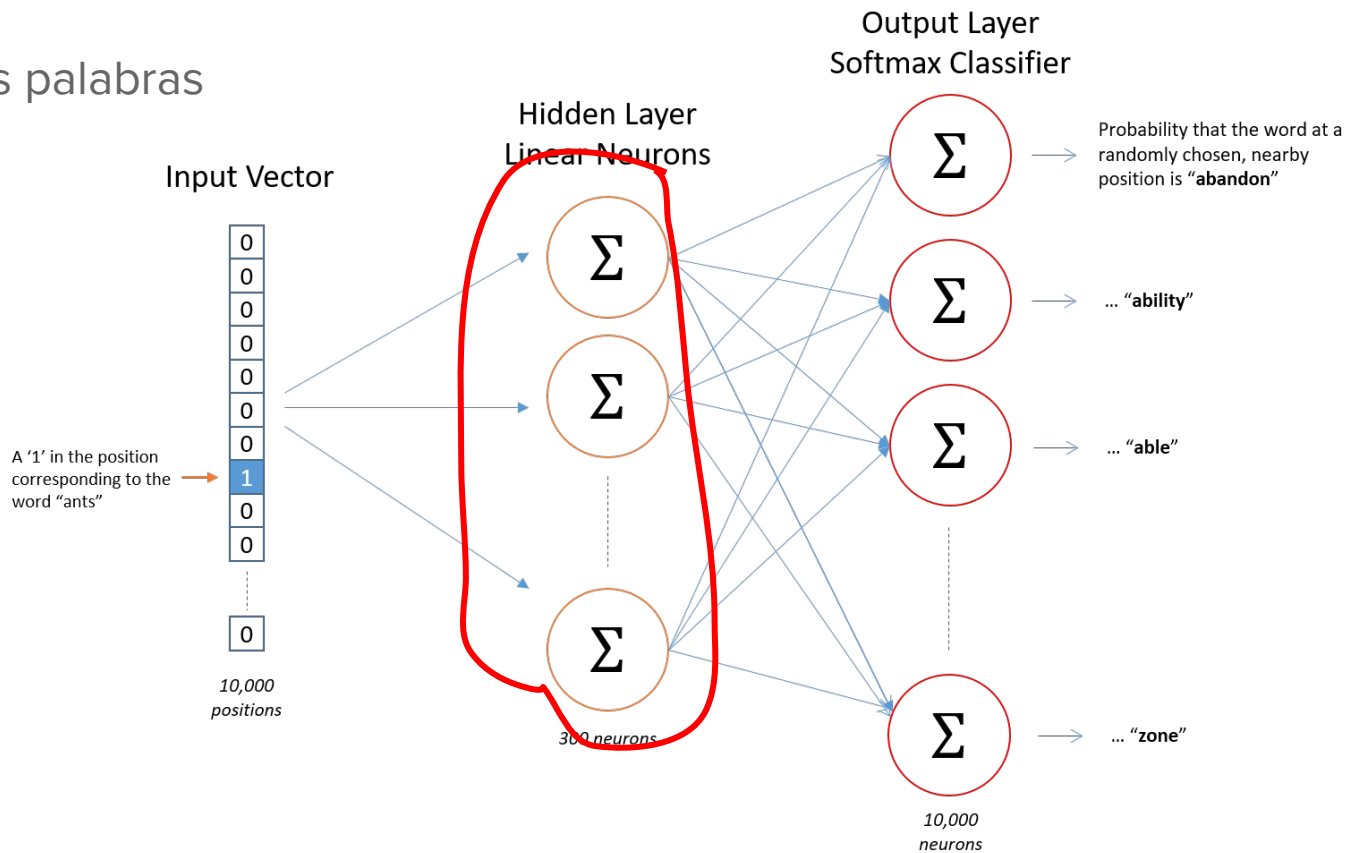 s palabras
Input Vector
0
0
0
0
0
0
0
1
0
0
0
10,000
positions
A ‘1’ in the position
corresponding to the
word “ants”
Hidden Layer
Linear Neurons
Σ
Σ
Σ
300 neurons
Output Layer
Softmax Classifier
Σ
Σ
Σ
Σ
10,000
neurons
Probability that the word at a
randomly chosen, nearby
position is “abandon”
... “ability”
... “able”
... “zone”